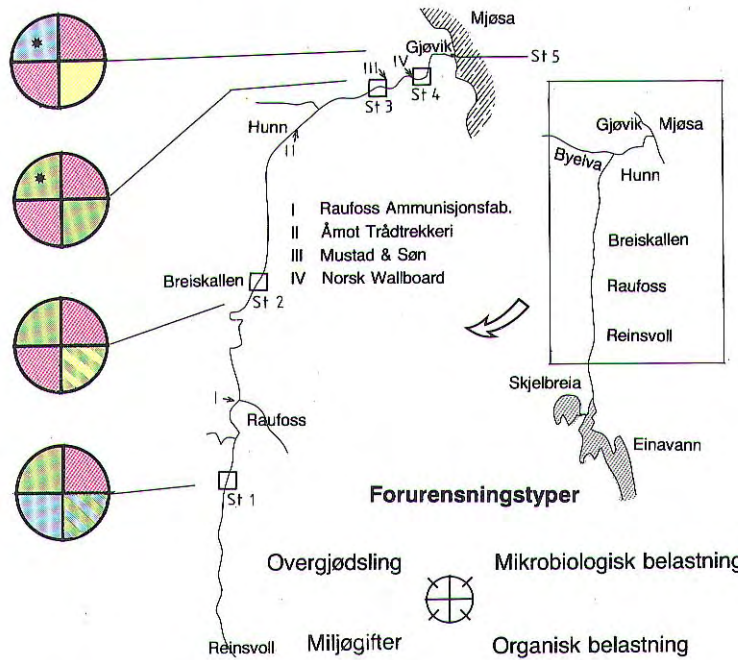 Mjøsa
Gjøvik
St 5
III
IV
St 3
St 4
Hunn
II
I Raufoss Ammunisjonsfab.
II Åmot Trådtrekkeri
III Mustad & Søn
IV Norsk Wallboard
Breiskallen
St 2
I
Raufoss
St 1
Reinsvoll
Gjøvik
Mjøsa
Byelva
Hunn
Breiskallen
Raufoss
Reinsvoll
Skjelbreia
Einavann
Forurensningstyper
Overgjødsling
Mikrobiologisk belastning
Miljøgifter
Organisk belastning